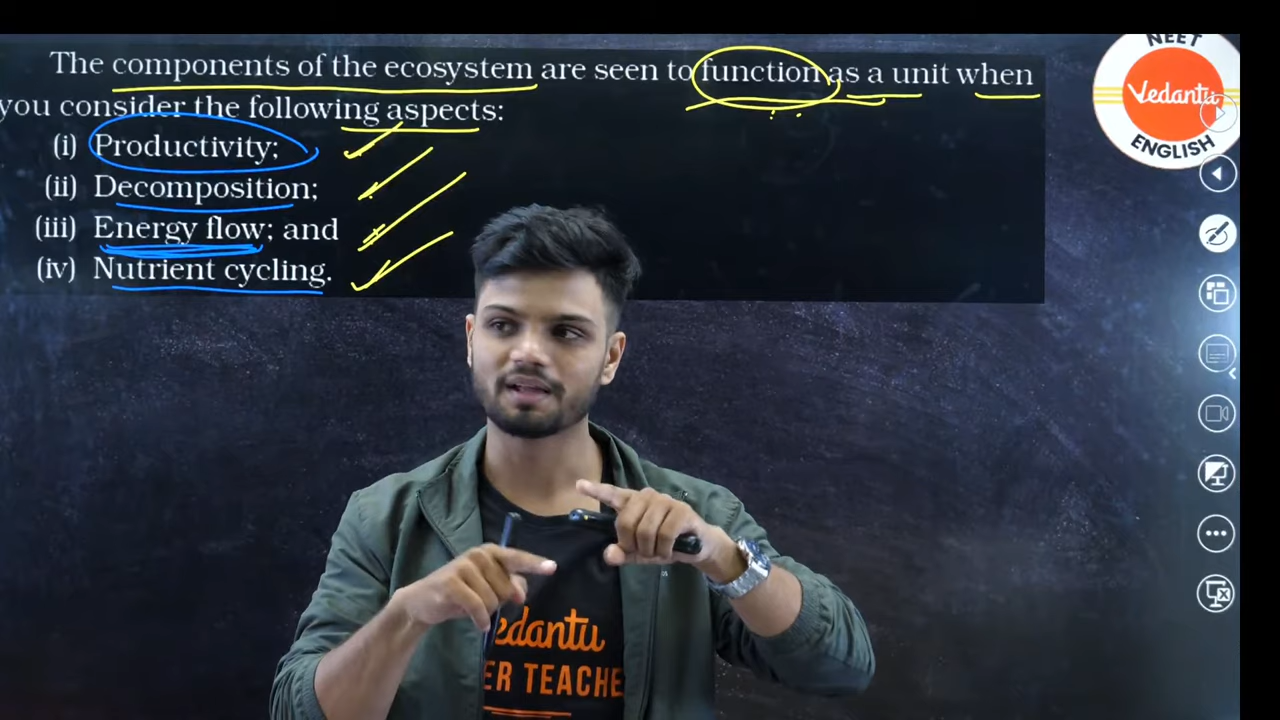 The components of the ecosystem are seen to function as a unit when
you consider the following aspects:
(i) Productivity;
(ii) Decomposition;
(iii) Energy flow; and
(iv) Nutrient cycling.
NEET
Vedantu
ENGLISH
edantu
ER TEACHE